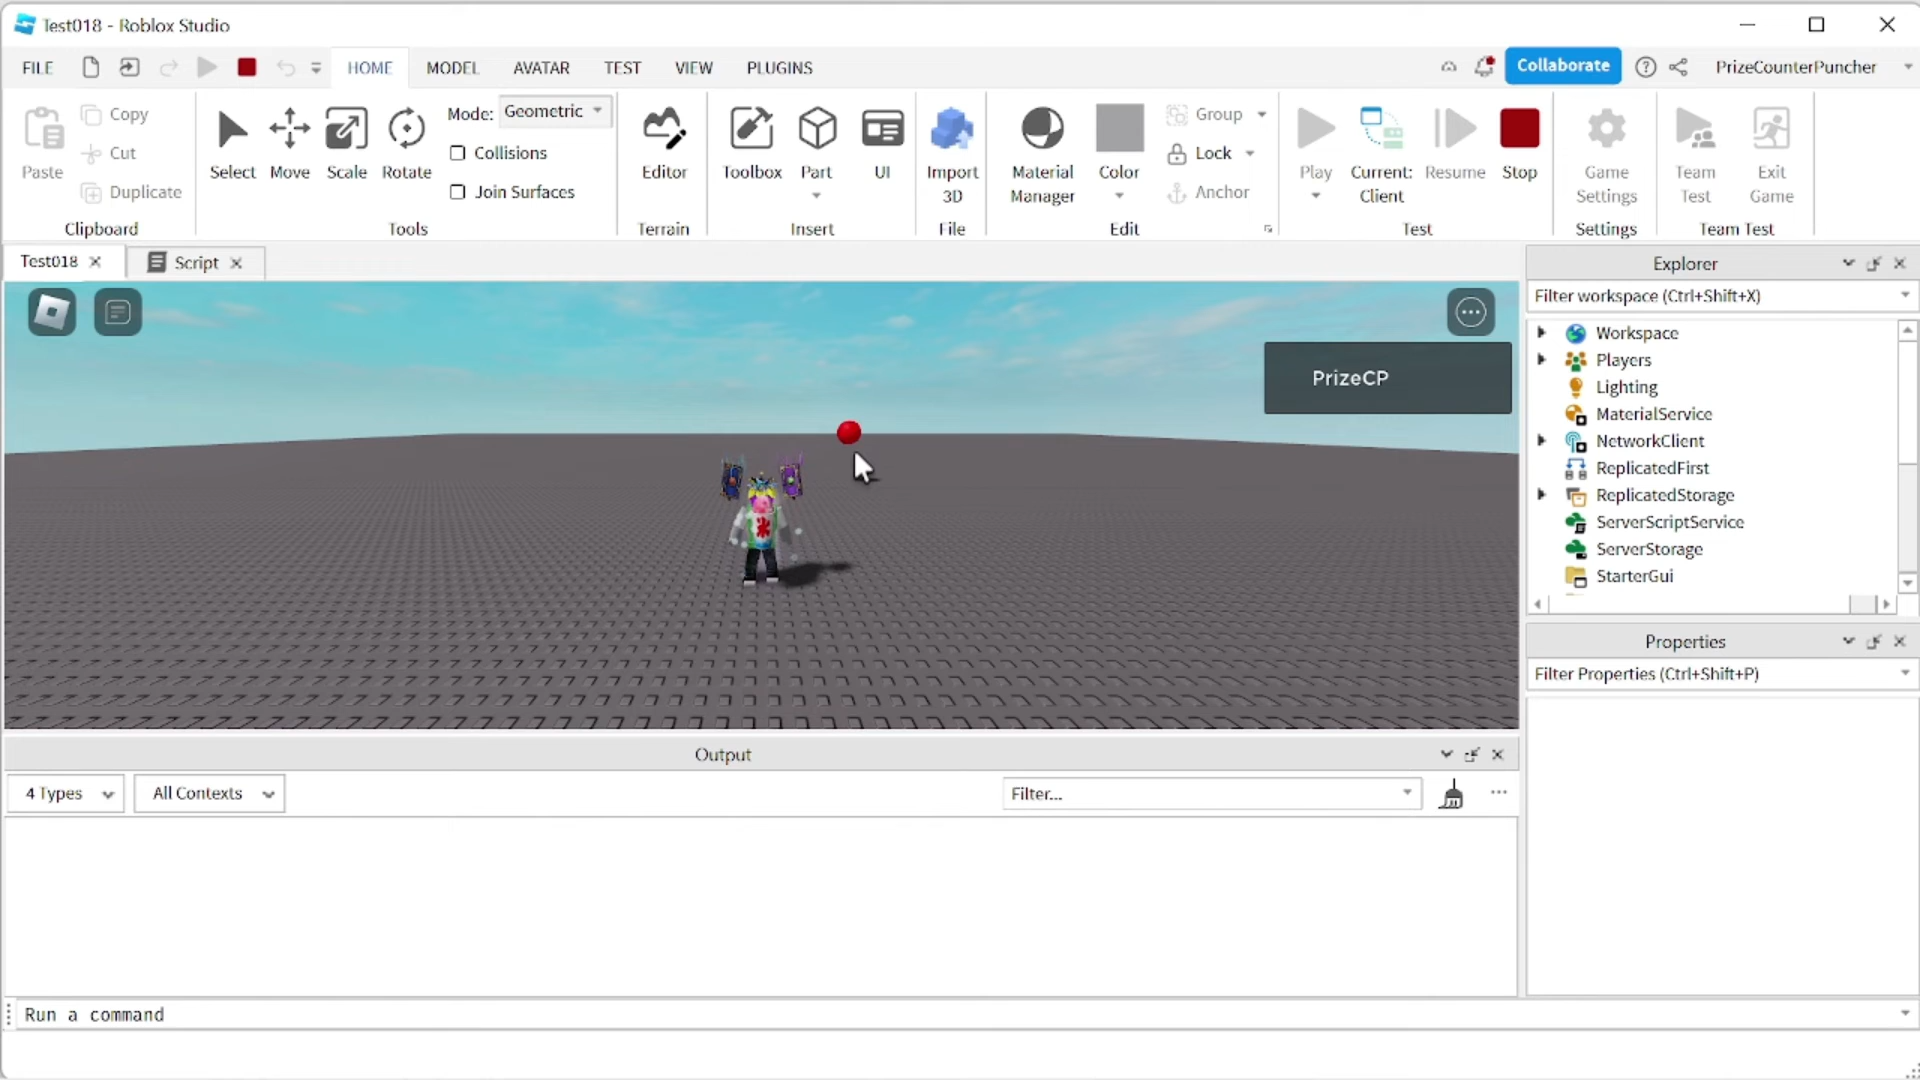 Test018 - Roblox Studio
FILE
HOME
MODEL
AVATAR
TEST
VIEW
PLUGINS
Collaborate
PrizeCounterPuncher
Paste
Copy
Cut
Duplicate
Clipboard
Select
Move
Scale
Rotate
Mode: Geometric
Collisions
Join Surfaces
Tools
Editor
Terrain
Toolbox
Part
UI
Insert
Import
3D
File
Material
Manager
Color
Group
Lock
Anchor
Edit
Play
Current:
Client
Resume
Stop
Test
Game
Settings
Settings
Team
Test
Exit
Game
Team Test
Test018
Script
PrizeCP
Explorer
Filter workspace (Ctrl+Shift+X)
Workspace
Players
Lighting
MaterialService
NetworkClient
ReplicatedFirst
ReplicatedStorage
ServerScriptService
ServerStorage
StarterGui
Properties
Filter Properties (Ctrl+Shift+P)
Output
4 Types
All Contexts
Filter...
Run a command